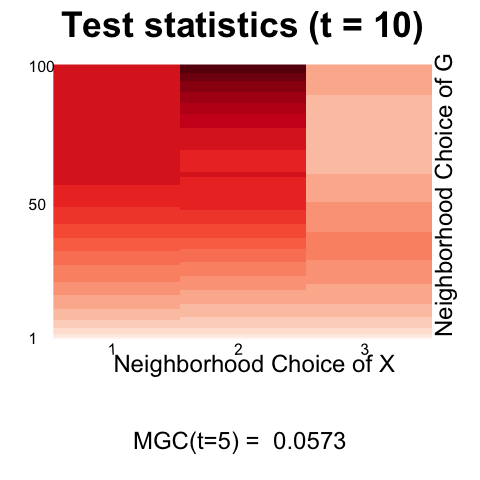 Test statistics (t = 10)
100
50
1
Neighborhood Choice of G
1 2 3
Neighborhood Choice of X
MGC(t=5) = 0.0573